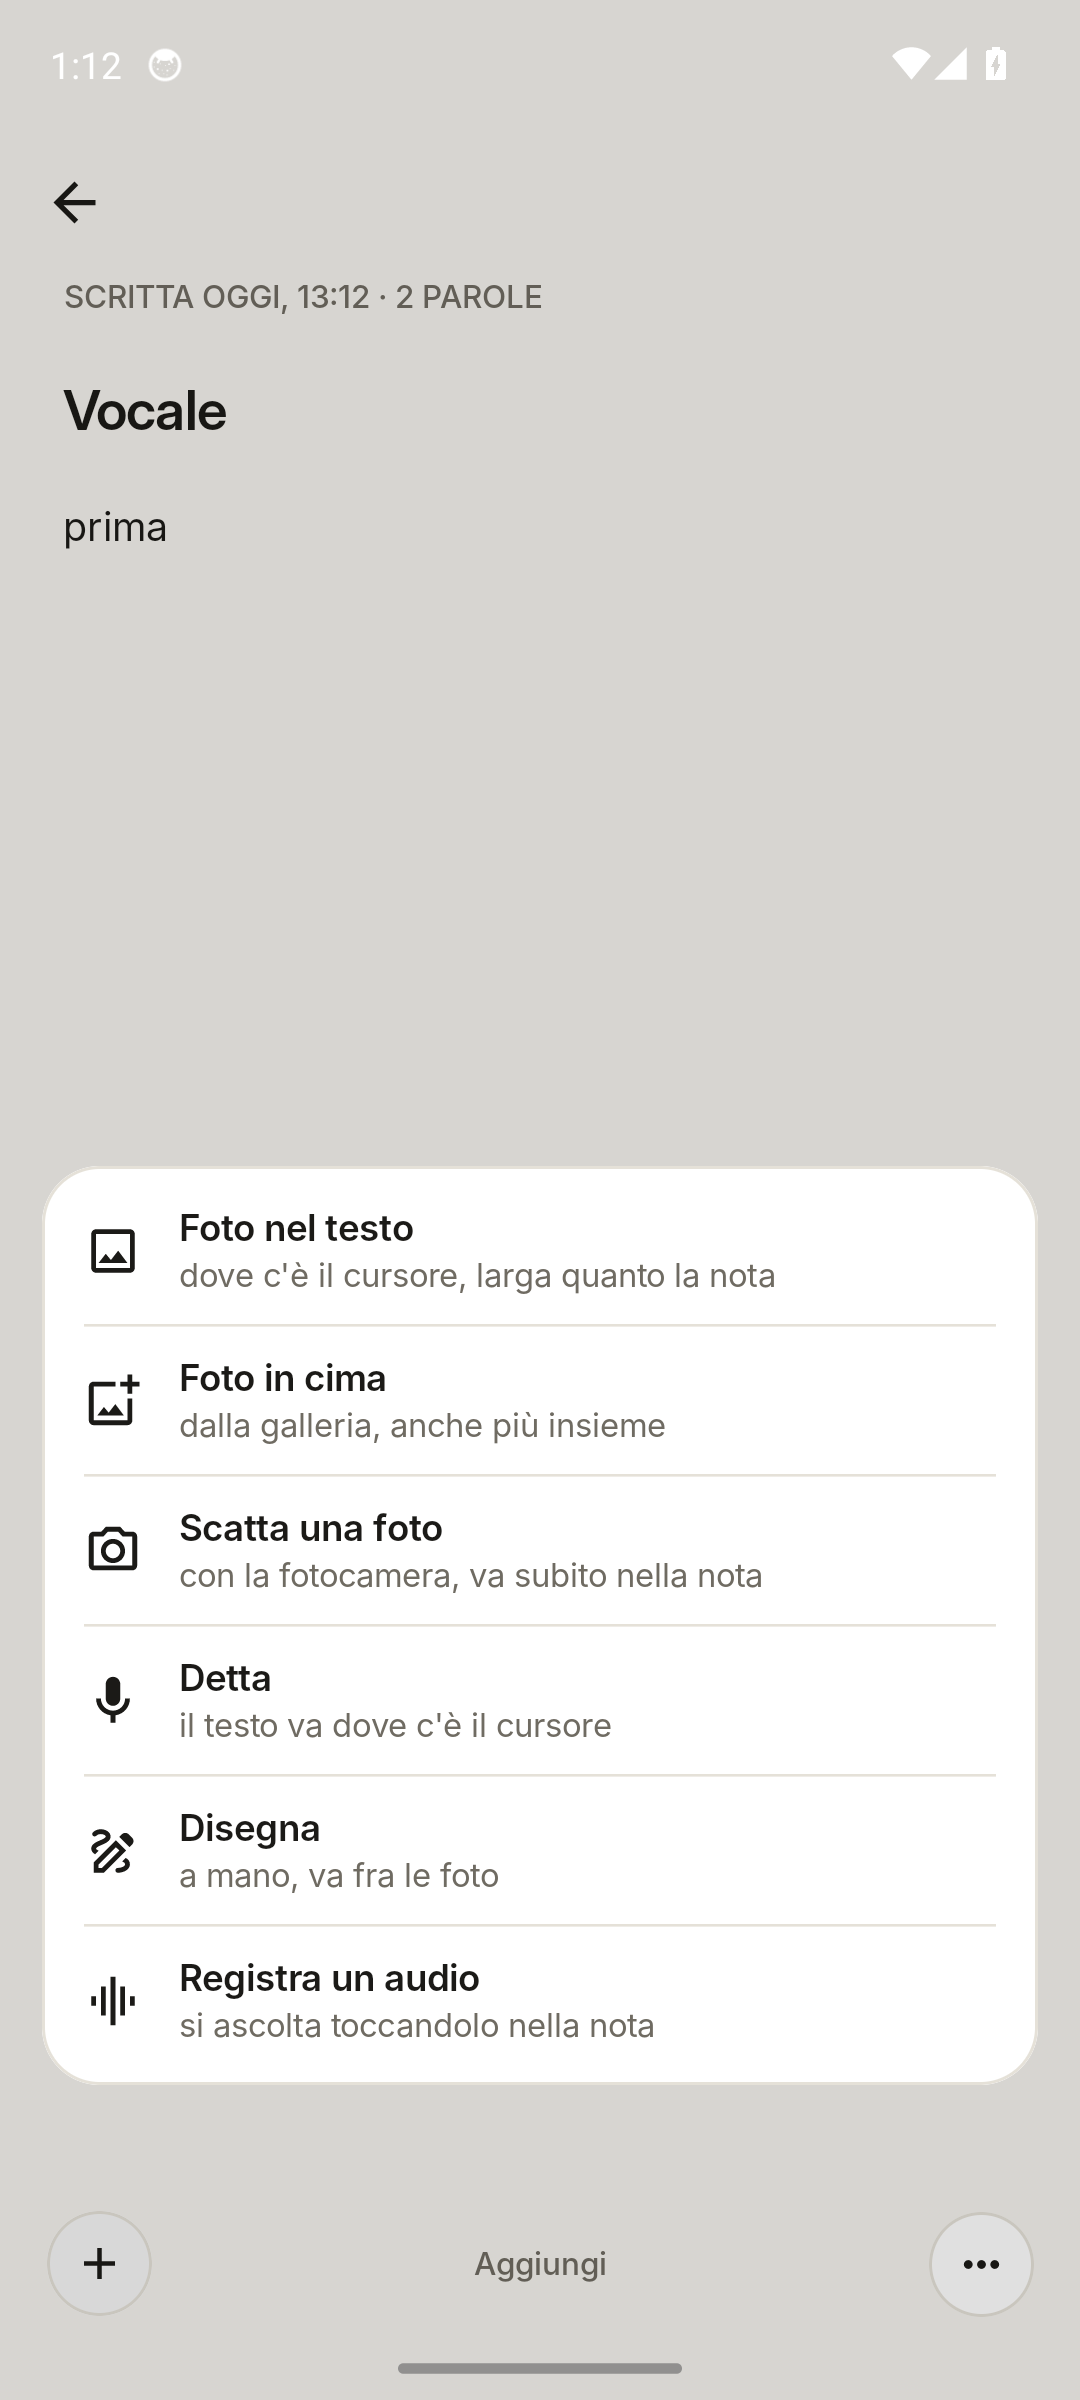 1:12
SCRITTA OGGI, 13:12 · 2 PAROLE
Vocale
prima
Foto nel testo
dove c'è il cursore, larga quanto la nota
Foto in cima
dalla galleria, anche più insieme
Scatta una foto
con la fotocamera, va subito nella nota
Detta
il testo va dove c'è il cursore
Disegna
a mano, va fra le foto
Registra un audio
si ascolta toccandolo nella nota
Aggiungi